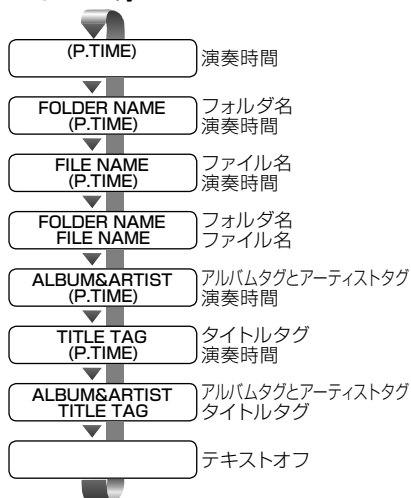 (P.TIME)
演奏時間
FOLDER NAME
(P.TIME)
フォルダ名
演奏時間
FILE NAME
(P.TIME)
ファイル名
演奏時間
FOLDER NAME
FILE NAME
フォルダ名
ファイル名
ALBUM&ARTIST
(P.TIME)
アルバムタグとアーティストタグ
演奏時間
TITLE TAG
(P.TIME)
タイトルタグ
演奏時間
ALBUM&ARTIST
TITLE TAG
アルバムタグとアーティストタグ
タイトルタグ
テキストオフ